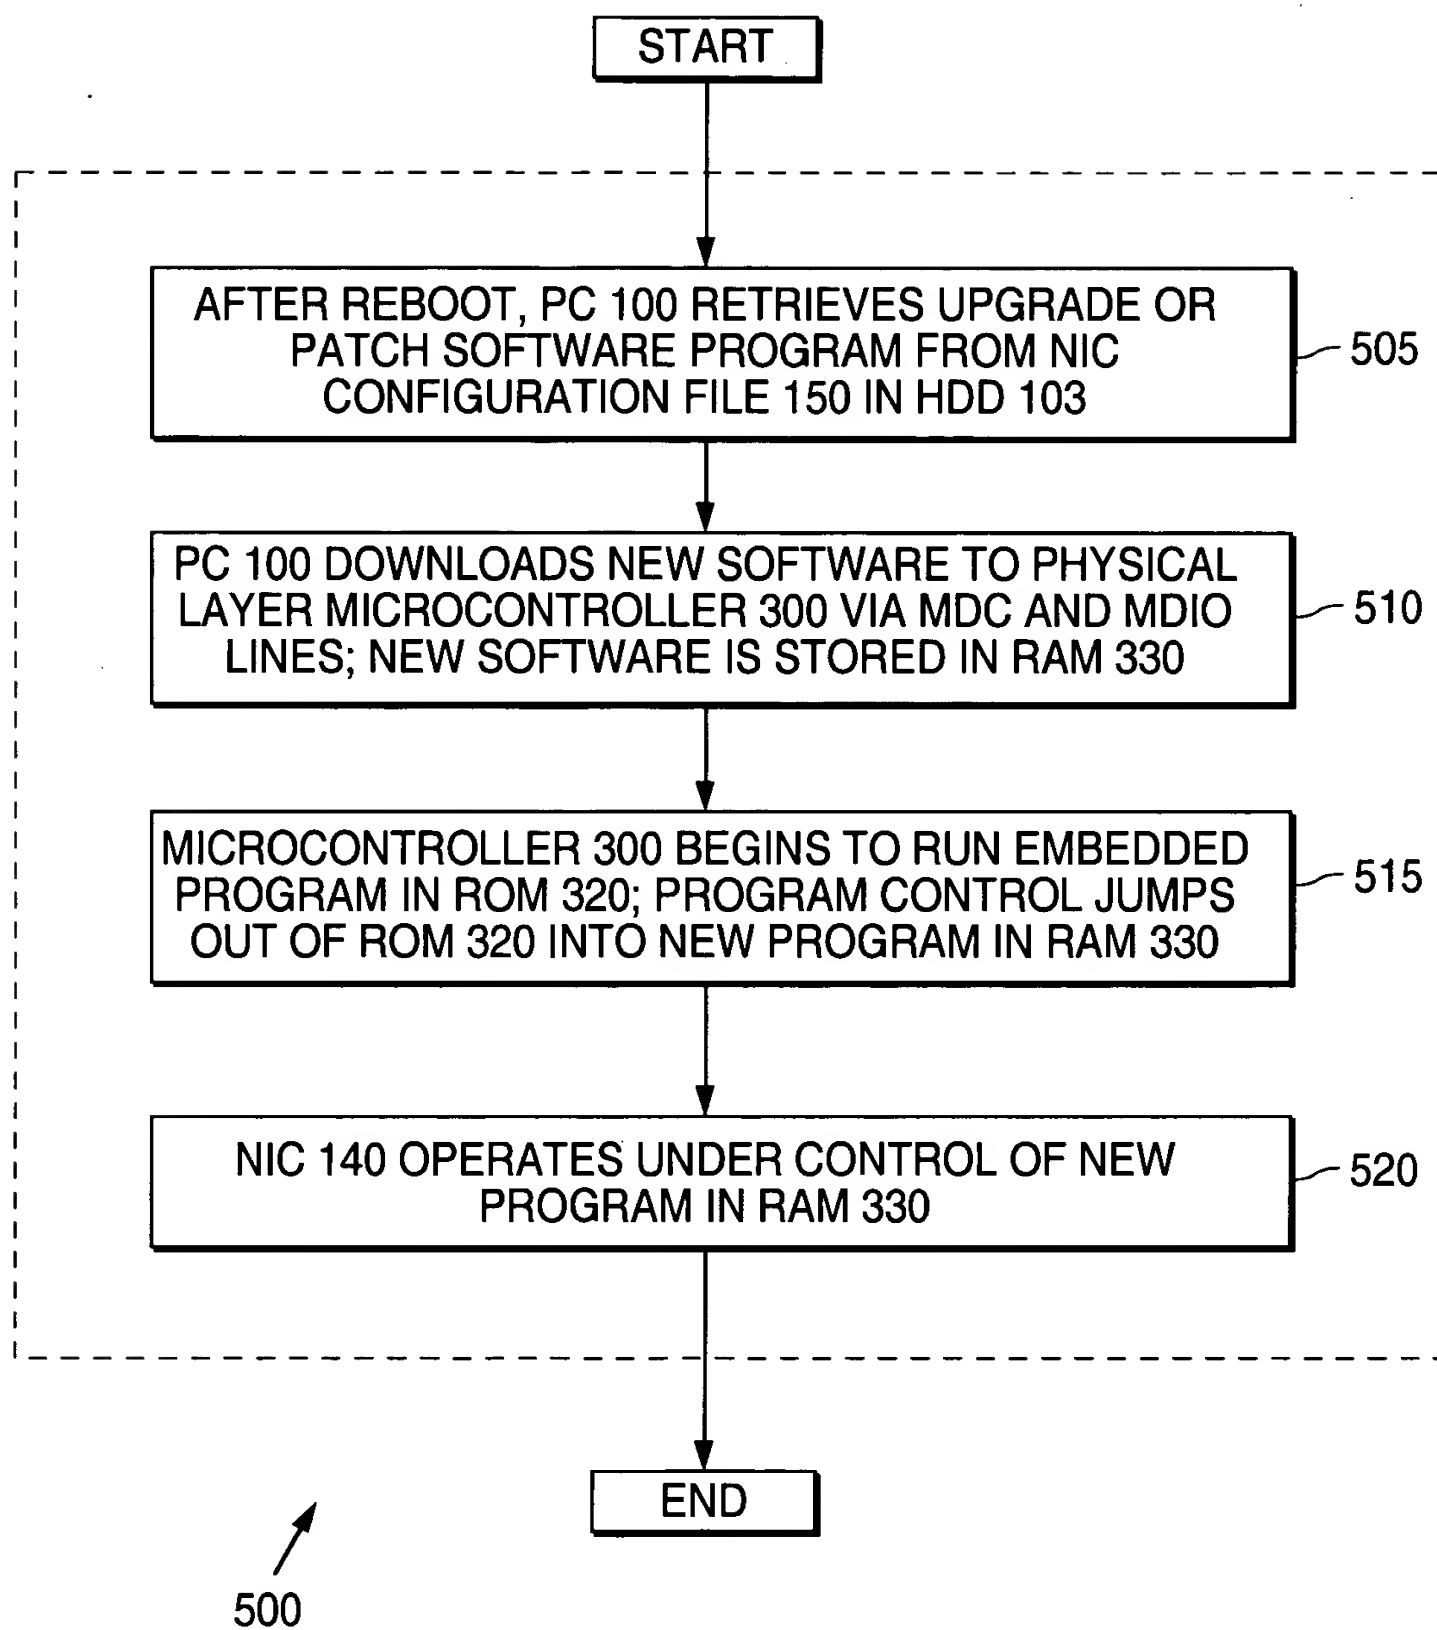 START
AFTER REBOOT, PC 100 RETRIEVES UPGRADE OR
PATCH SOFTWARE PROGRAM FROM NIC
CONFIGURATION FILE 150 IN HDD 103
505
PC 100 DOWNLOADS NEW SOFTWARE TO PHYSICAL
LAYER MICROCONTROLLER 300 VIA MDC AND MDIO
LINES; NEW SOFTWARE IS STORED IN RAM 330
510
MICROCONTROLLER 300 BEGINS TO RUN EMBEDDED
PROGRAM IN ROM 320; PROGRAM CONTROL JUMPS
OUT OF ROM 320 INTO NEW PROGRAM IN RAM 330
515
NIC 140 OPERATES UNDER CONTROL OF NEW
PROGRAM IN RAM 330
520
END
500